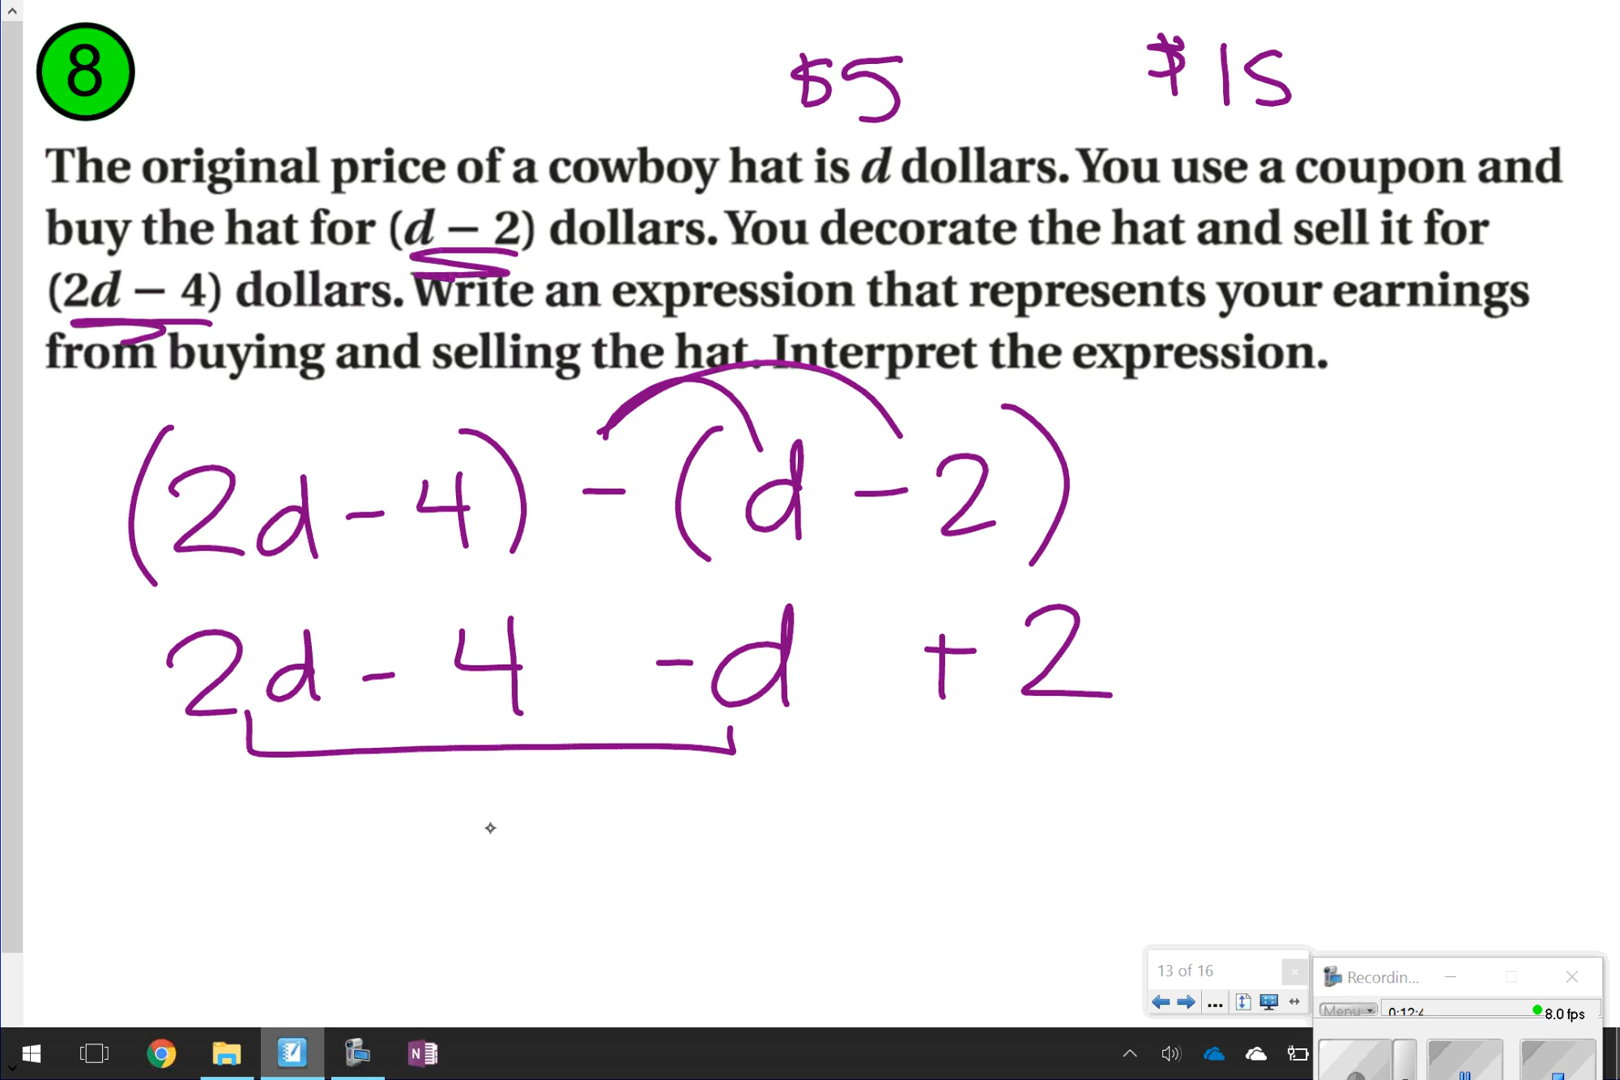 8
$5 $15
The original price of a cowboy hat is d dollars. You use a coupon and
buy the hat for (d − 2) dollars. You decorate the hat and sell it for
(2d − 4) dollars. Write an expression that represents your earnings
from buying and selling the hat. Interpret the expression.
(2d - 4) - (d - 2)
2d - 4 - d + 2
13 of 16
Recordin...
Menu
8.0 fps
N